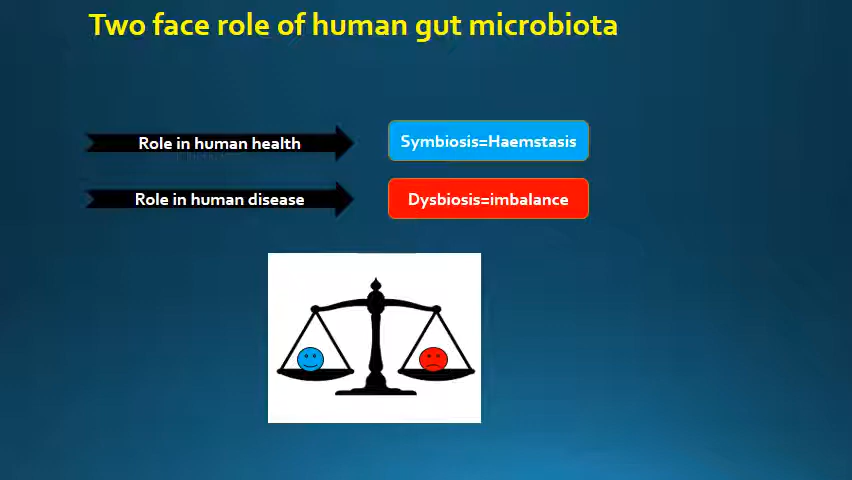 Two face role of human gut microbiota
Role in human health
Symbiosis=Haemstasis
Role in human disease
Dysbiosis=imbalance